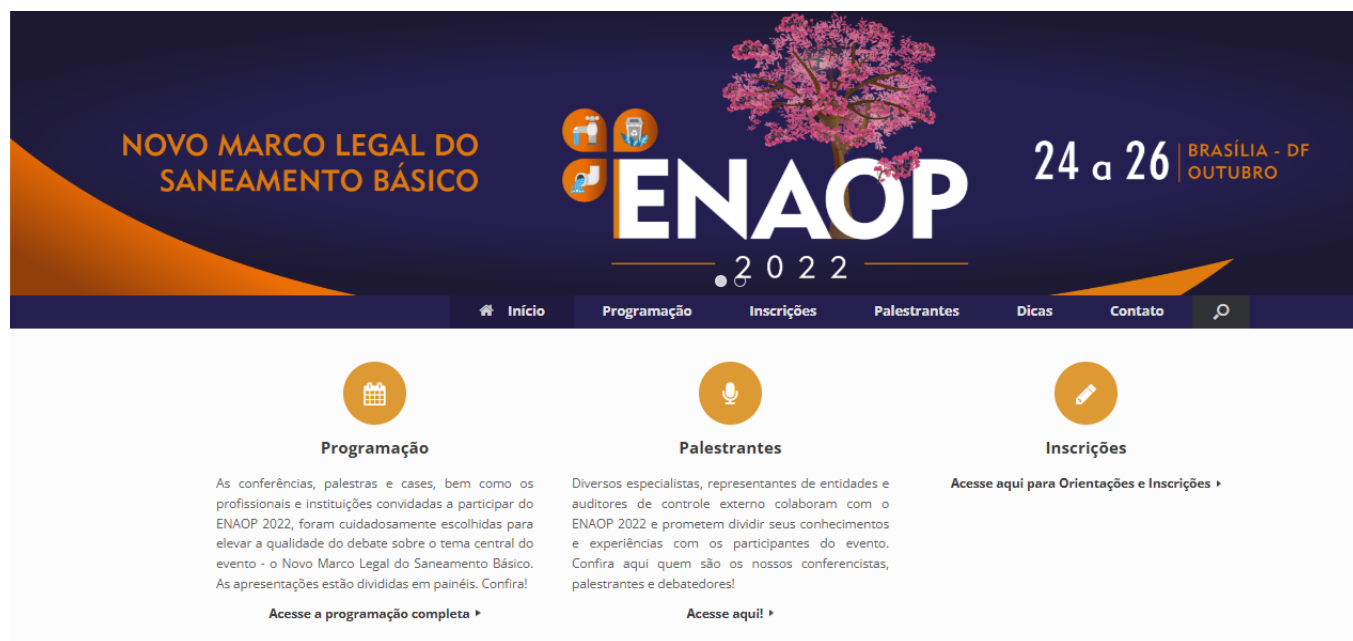 NOVO MARCO LEGAL DO
SANEAMENTO BÁSICO
ENAOP
2022
24 a 26
BRASÍLIA - DF
OUTUBRO
Início
Programação
Inscrições
Palestrantes
Dicas
Contato
Programação
As conferências, palestras e cases, bem como os
profissionais e instituições convidadas a participar do
ENAOP 2022, foram cuidadosamente escolhidas para
elevar a qualidade do debate sobre o tema central do
evento - o Novo Marco Legal do Saneamento Básico.
As apresentações estão divididas em painéis. Confira!
Acesse a programação completa
Palestrantes
Diversos especialistas, representantes de entidades e
auditores de controle externo colaboram com o
ENAOP 2022 e prometem dividir seus conhecimentos
e experiências com os participantes do evento.
Confira aqui quem são os nossos conferencistas,
palestrantes e debatedores!
Acesse aqui!
Inscrições
Acesse aqui para Orientações e Inscrições